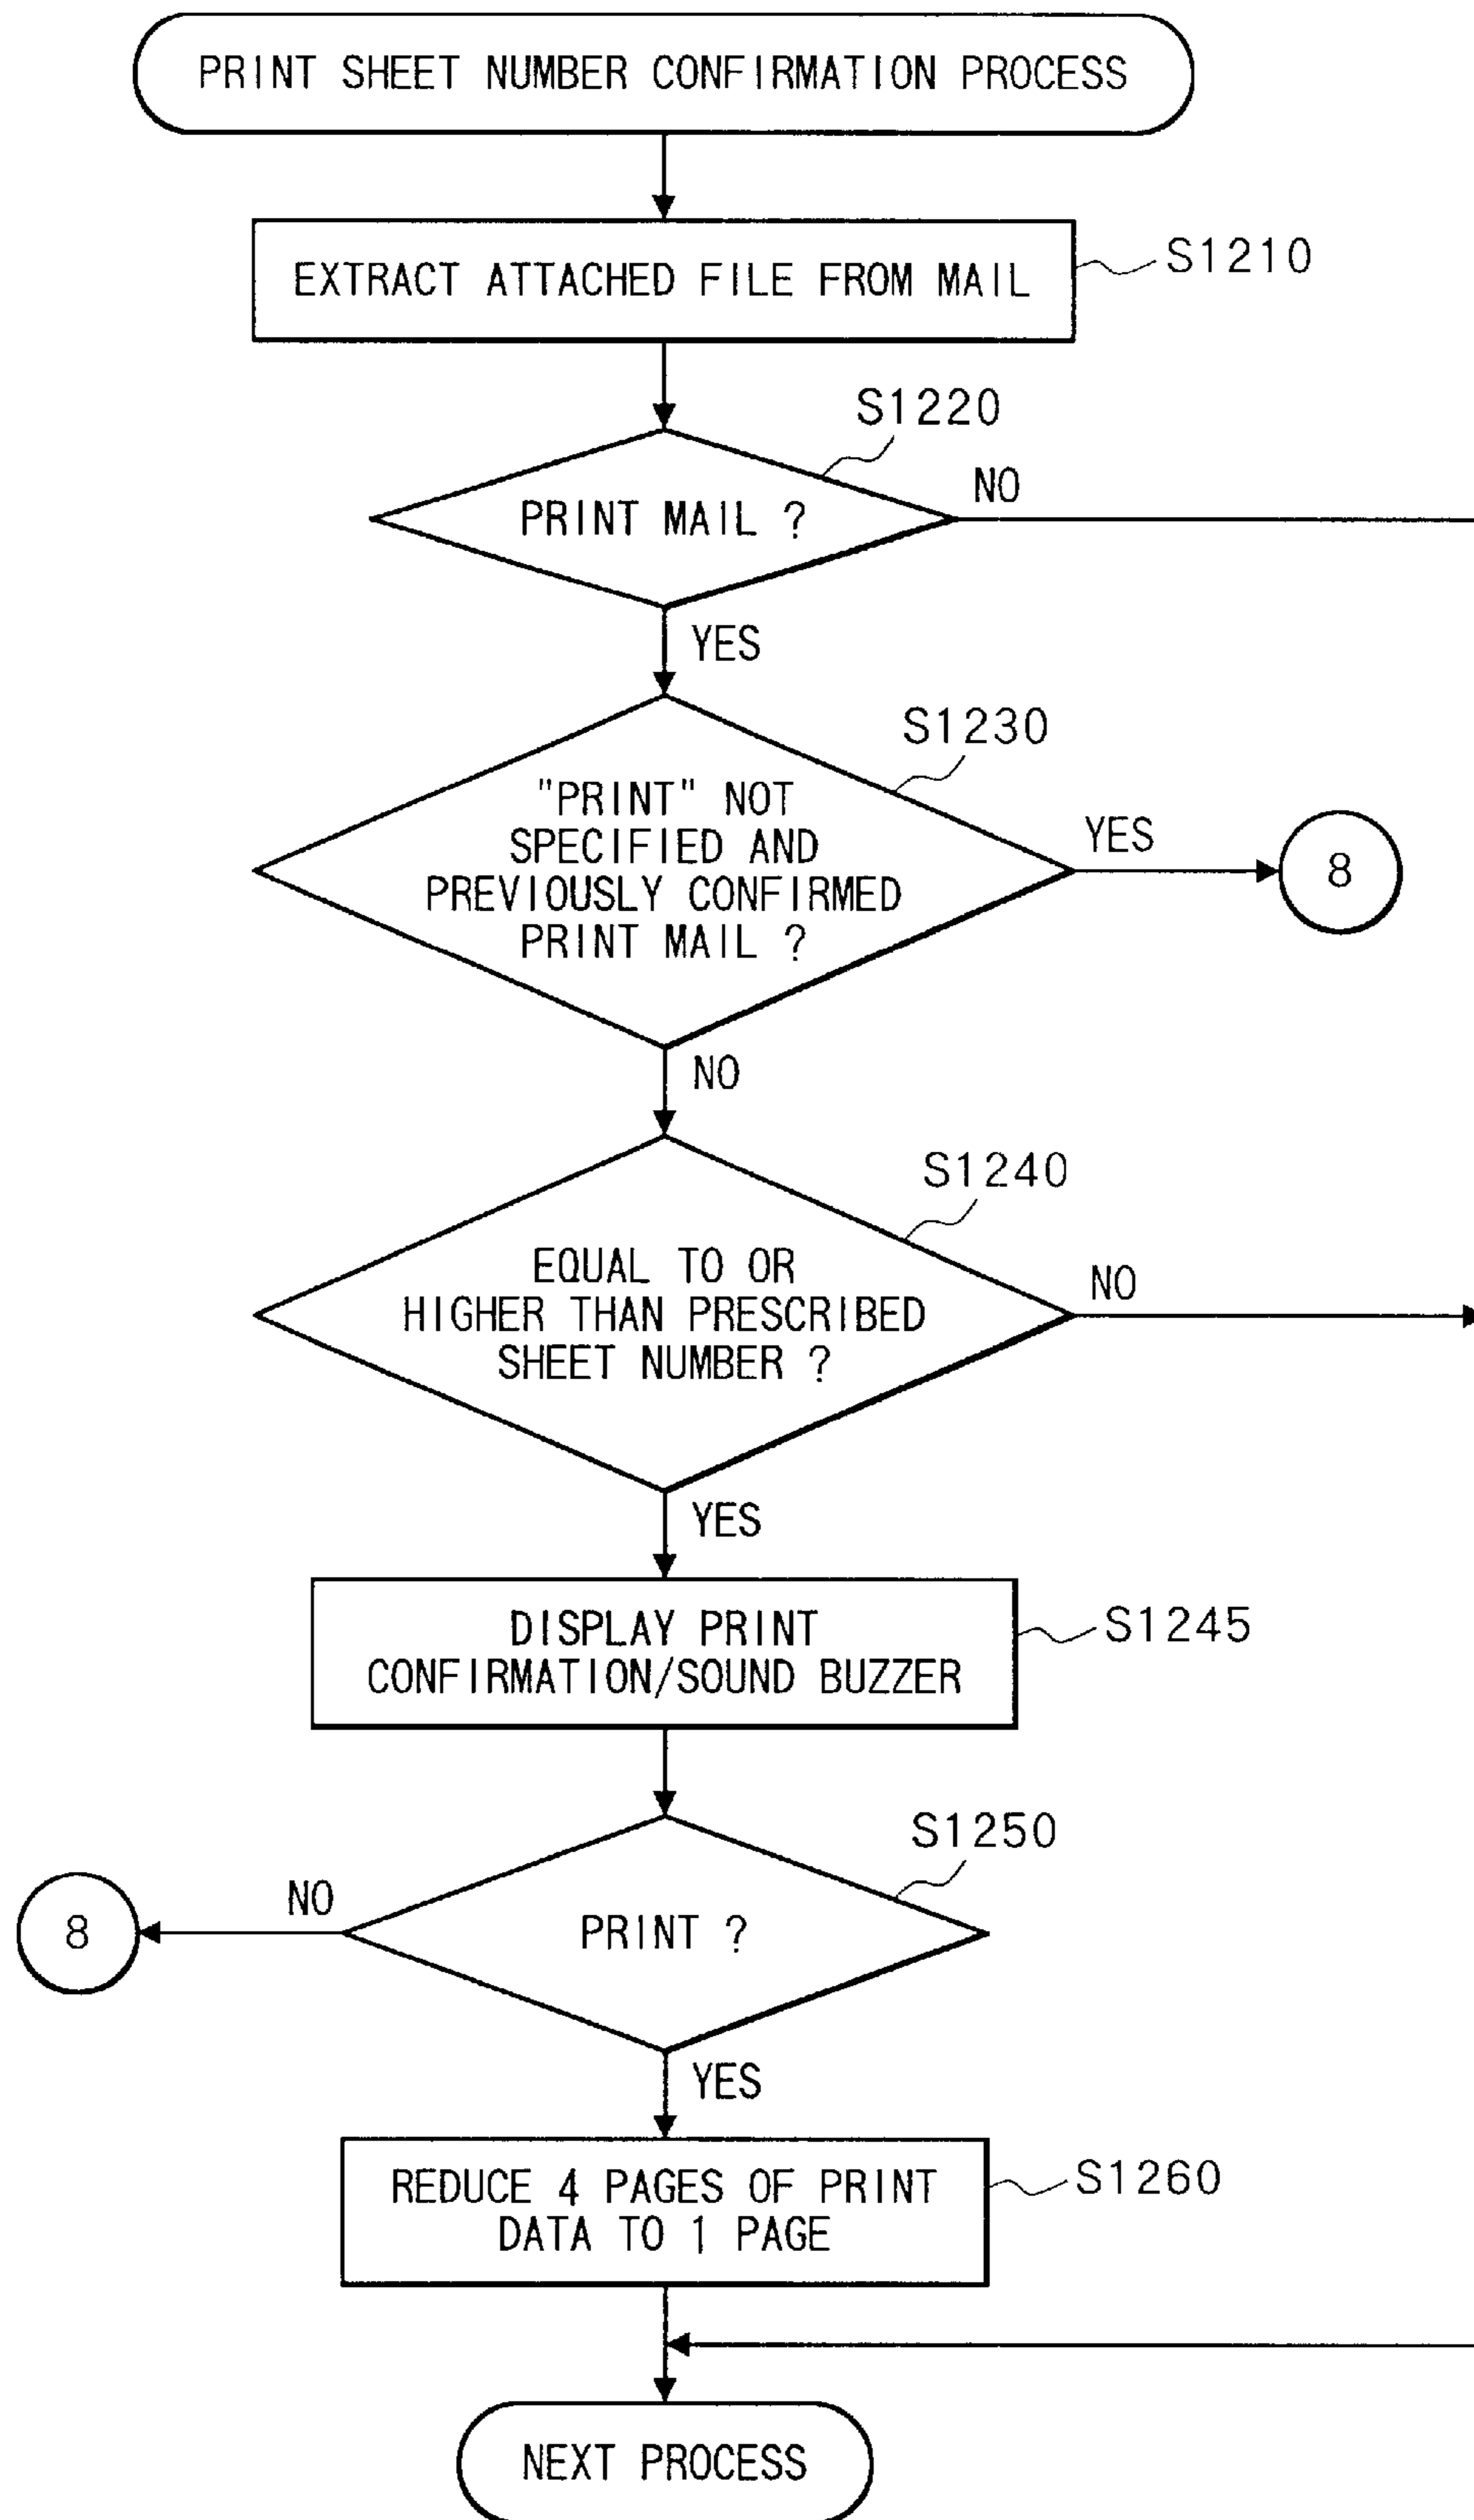 PRINT SHEET NUMBER CONFIRMATION PROCESS
EXTRACT ATTACHED FILE FROM MAIL
S1210
S1220
PRINT MAIL ?
NO
YES
S1230
"PRINT" NOT
SPECIFIED AND
PREVIOUSLY CONFIRMED
PRINT MAIL ?
YES
8
NO
S1240
EQUAL TO OR
HIGHER THAN PRESCRIBED
SHEET NUMBER ?
NO
YES
DISPLAY PRINT
CONFIRMATION/SOUND BUZZER
S1245
S1250
PRINT ?
NO
8
YES
REDUCE 4 PAGES OF PRINT
DATA TO 1 PAGE
S1260
NEXT PROCESS